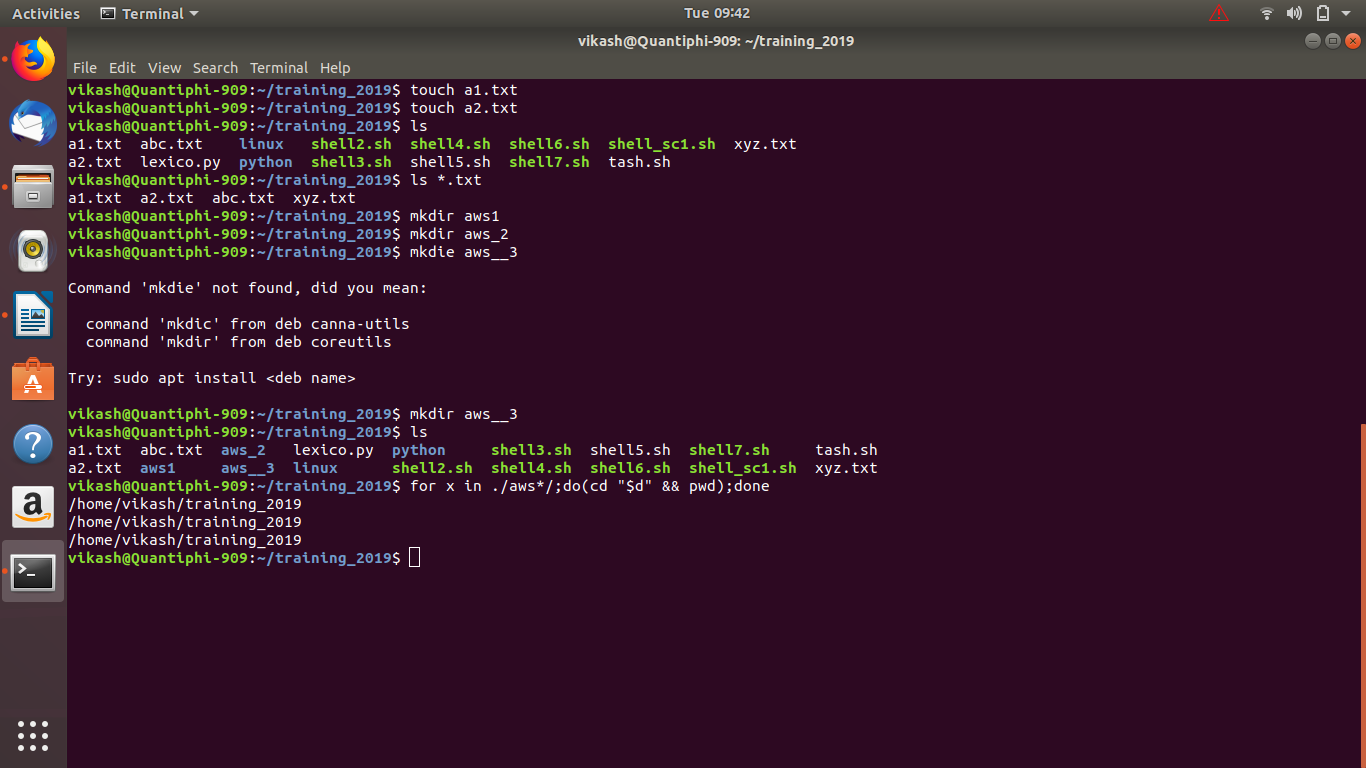 Activities Terminal Tue 09:42
vikash@Quantiphi-909: ~/training_2019
File Edit View Search Terminal Help
vikash@Quantiphi-909:~/training_2019$ touch a1.txt
vikash@Quantiphi-909:~/training_2019$ touch a2.txt
vikash@Quantiphi-909:~/training_2019$ ls
a1.txt abc.txt linux shell2.sh shell4.sh shell6.sh shell_sc1.sh xyz.txt
a2.txt lexico.py python shell3.sh shell5.sh shell7.sh tash.sh
vikash@Quantiphi-909:~/training_2019$ ls *.txt
a1.txt a2.txt abc.txt xyz.txt
vikash@Quantiphi-909:~/training_2019$ mkdir aws1
vikash@Quantiphi-909:~/training_2019$ mkdir aws_2
vikash@Quantiphi-909:~/training_2019$ mkdie aws__3
Command 'mkdie' not found, did you mean:
command 'mkdic' from deb canna-utils
command 'mkdir' from deb coreutils
Try: sudo apt install <deb name>
vikash@Quantiphi-909:~/training_2019$ mkdir aws__3
vikash@Quantiphi-909:~/training_2019$ ls
a1.txt abc.txt aws_2 lexico.py python shell3.sh shell5.sh shell7.sh tash.sh
a2.txt aws1 aws__3 linux shell2.sh shell4.sh shell6.sh shell_sc1.sh xyz.txt
vikash@Quantiphi-909:~/training_2019$ for x in ./aws*/;do(cd "$d" && pwd);done
/home/vikash/training_2019
/home/vikash/training_2019
/home/vikash/training_2019
vikash@Quantiphi-909:~/training_2019$